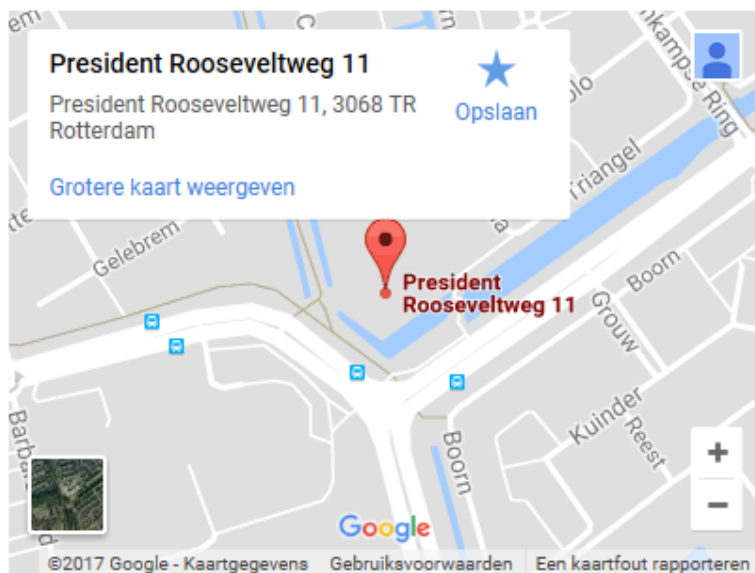 em
President Rooseveltweg 11
President Rooseveltweg 11, 3068 TR
Rotterdam
Opslaan
Grotere kaart weergeven
Triangel
Gelebrem
President
Rooseveltweg 11
Boorn
Grouw
Kuinder
Reest
Boorn
Google
©2017 Google - Kaartgegevens Gebruiksvoorwaarden Een kaartfout rapporteren